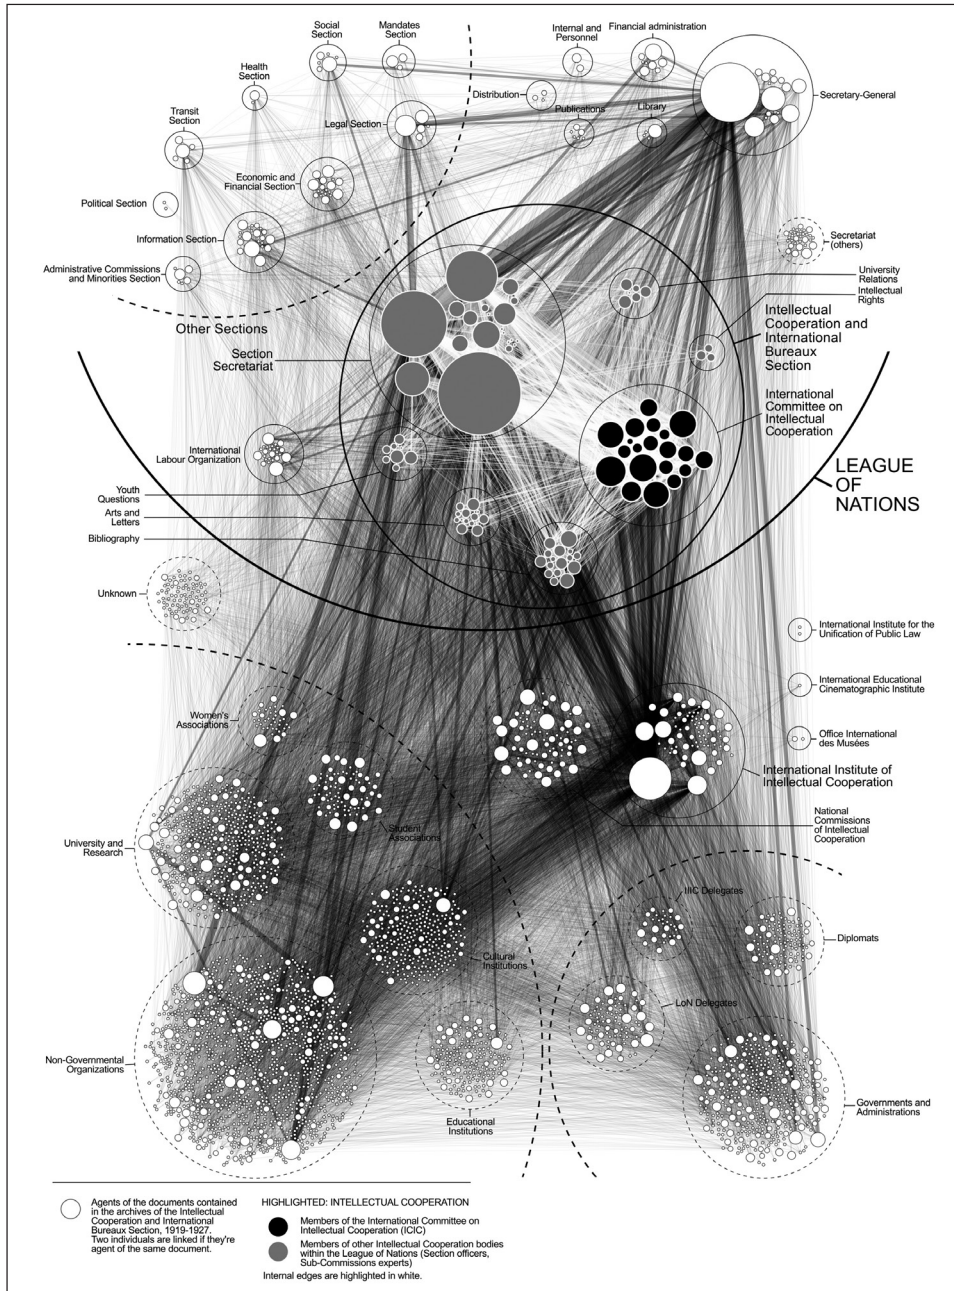 Social
Section
Mandates
Section
Internal and
Personnel
Financial administration
Health
Section
Distribution
Secretary-General
Transit
Section
Legal Section
Publications
Library
Economic and
Financial Section
Political Section
Information Section
Secretariat
(others)
Administrative Commissions
and Minorities Section
University
Relations
Intellectual
Rights
Other Sections
Intellectual
Cooperation and
International
Bureaux
Section
Section
Secretariat
International
Committee on
Intellectual
Cooperation
International
Labour Organization
LEAGUE
OF
NATIONS
Youth
Questions
Arts and
Letters
Bibliography
Unknown
International Institute for the
Unification of Public Law
International Educational
Cinematographic Institute
Women's
Associations
Office International
des Musées
International Institute of
Intellectual Cooperation
National
Commissions
of Intellectual
Cooperation
Student
Associations
University and
Research
IIIC Delegates
Diplomats
Cultural
Institutions
LoN Delegates
Non-Governmental
Organizations
Governments and
Administrations
Educational
Institutions
Agents of the documents contained
in the archives of the Intellectual
Cooperation and International
Bureaux Section, 1919-1927.
Two individuals are linked if they're
agent of the same document.
HIGHLIGHTED: INTELLECTUAL COOPERATION
Members of the International Committee on
Intellectual Cooperation (ICIC)
Members of other Intellectual Cooperation bodies
within the League of Nations (Section officers,
Sub-Commissions experts)
Internal edges are highlighted in white.